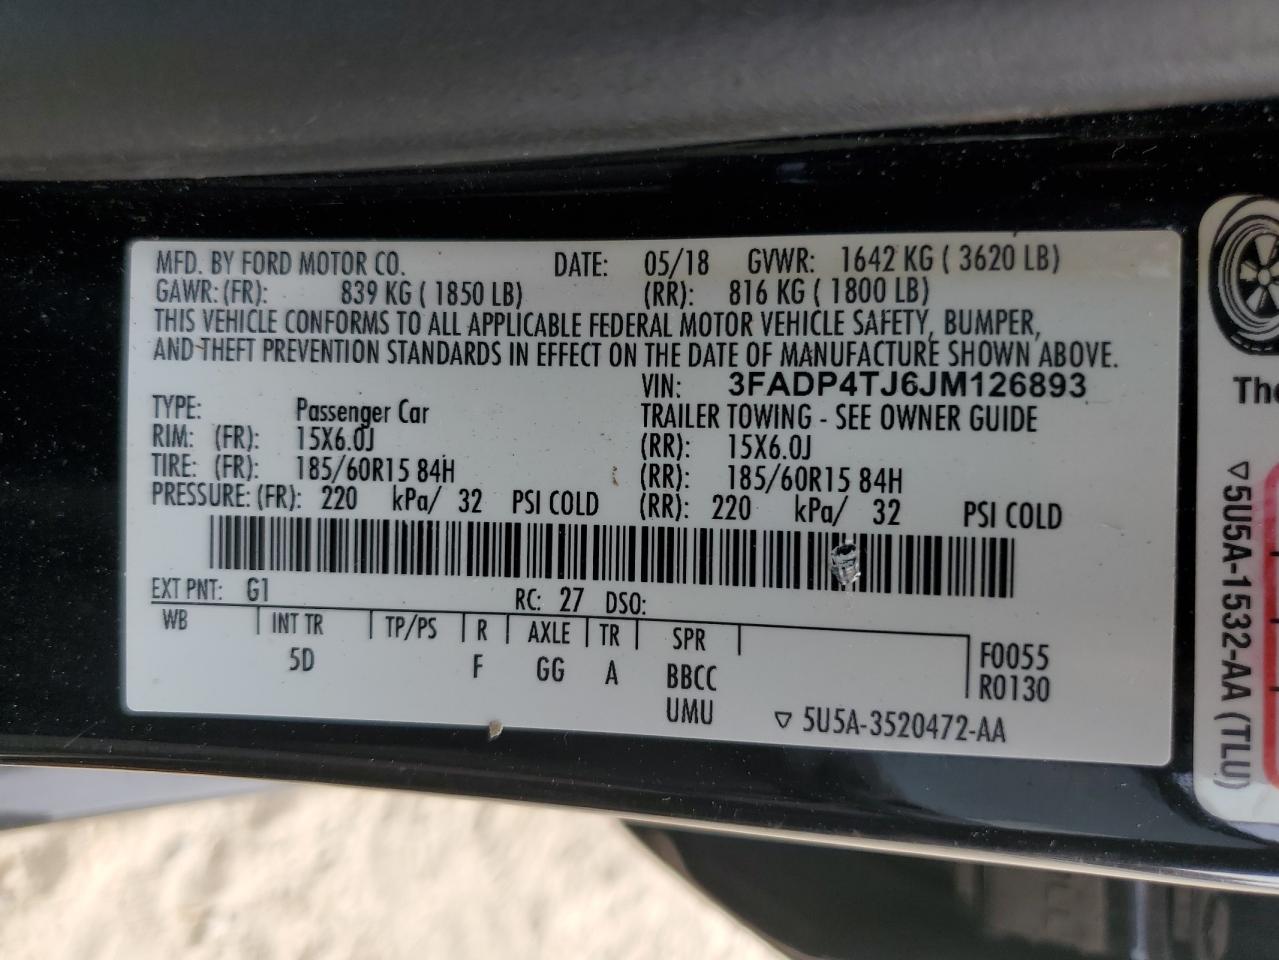 MFD. BY FORD MOTOR CO. DATE: 05/18 GVWR: 1642 KG ( 3620 LB)
GAWR: (FR): 839 KG ( 1850 LB) (RR): 816 KG ( 1800 LB)
THIS VEHICLE CONFORMS TO ALL APPLICABLE FEDERAL MOTOR VEHICLE SAFETY, BUMPER,
AND THEFT PREVENTION STANDARDS IN EFFECT ON THE DATE OF MANUFACTURE SHOWN ABOVE.
VIN: 3FADP4TJ6JM126893
TYPE: Passenger Car TRAILER TOWING - SEE OWNER GUIDE
RIM: (FR): 15X6.0J (RR): 15X6.0J
TIRE: (FR): 185/60R15 84H (RR): 185/60R15 84H
PRESSURE: (FR): 220 kPa/ 32 PSI COLD (RR): 220 kPa/ 32 PSI COLD
EXT PNT: G1 RC: 27 DSO:
WB INT TR TP/PS R AXLE TR SPR F0055
5D F GG A BBCC R0130
UMU ▽ 5U5A-3520472-AA
The
▽5U5A-1532-AA (TLU)